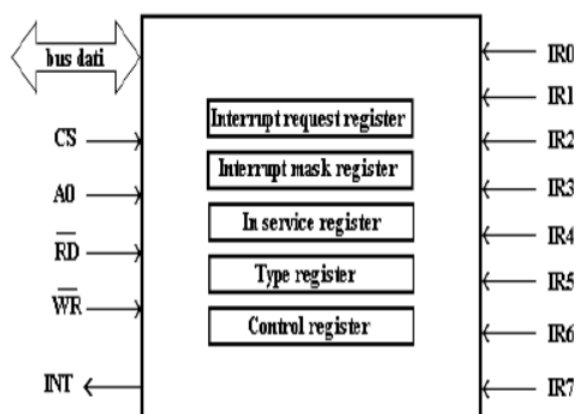 bus dati
CS
A0
RD
WR
INT
Interrupt request register
Interrupt mask register
In service register
Type register
Control register
IR0
IR1
IR2
IR3
IR4
IR5
IR6
IR7